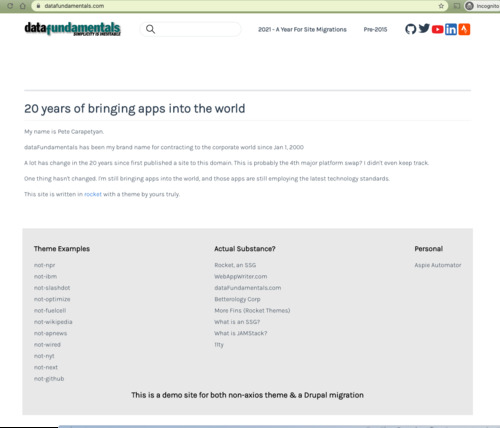 datafundamentals.com
Incognito
datafundamentals
SIMPLICITY IS INEVITABLE
2021 - A Year For Site Migrations
Pre-2015
20 years of bringing apps into the world
My name is Pete Carapetyan.
dataFundamentals has been my brand name for contracting to the corporate world since Jan 1, 2000
A lot has change in the 20 years since first published a site to this domain. This is probably the 4th major platform swap? I didn't even keep track.
One thing hasn't changed. I'm still bringing apps into the world, and those apps are still employing the latest technology standards.
This site is written in rocket with a theme by yours truly.
Theme Examples
not-npr
not-ibm
not-slashdot
not-optimize
not-fuelcell
not-wikipedia
not-apnews
not-wired
not-nyt
not-next
not-github
Actual Substance?
Rocket, an SSG
WebAppWriter.com
dataFundamentals.com
Betterology Corp
More Fins (Rocket Themes)
What is an SSG?
What is JAMStack?
11ty
Personal
Aspie Automator
This is a demo site for both non-axios theme & a Drupal migration